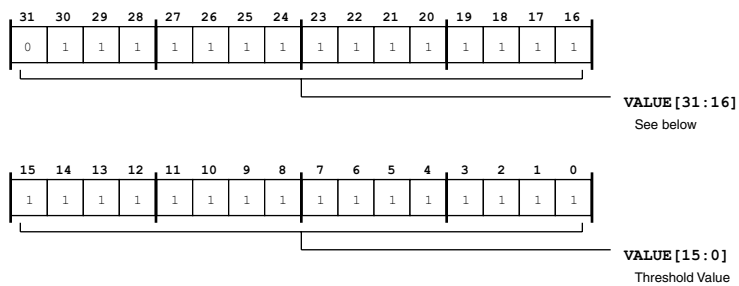 31 30 29 28 27 26 25 24 23 22 21 20 19 18 17 16
0 1 1 1 1 1 1 1 1 1 1 1 1 1 1 1
VALUE[31:16]
See below
15 14 13 12 11 10 9 8 7 6 5 4 3 2 1 0
1 1 1 1 1 1 1 1 1 1 1 1 1 1 1 1
VALUE[15:0]
Threshold Value